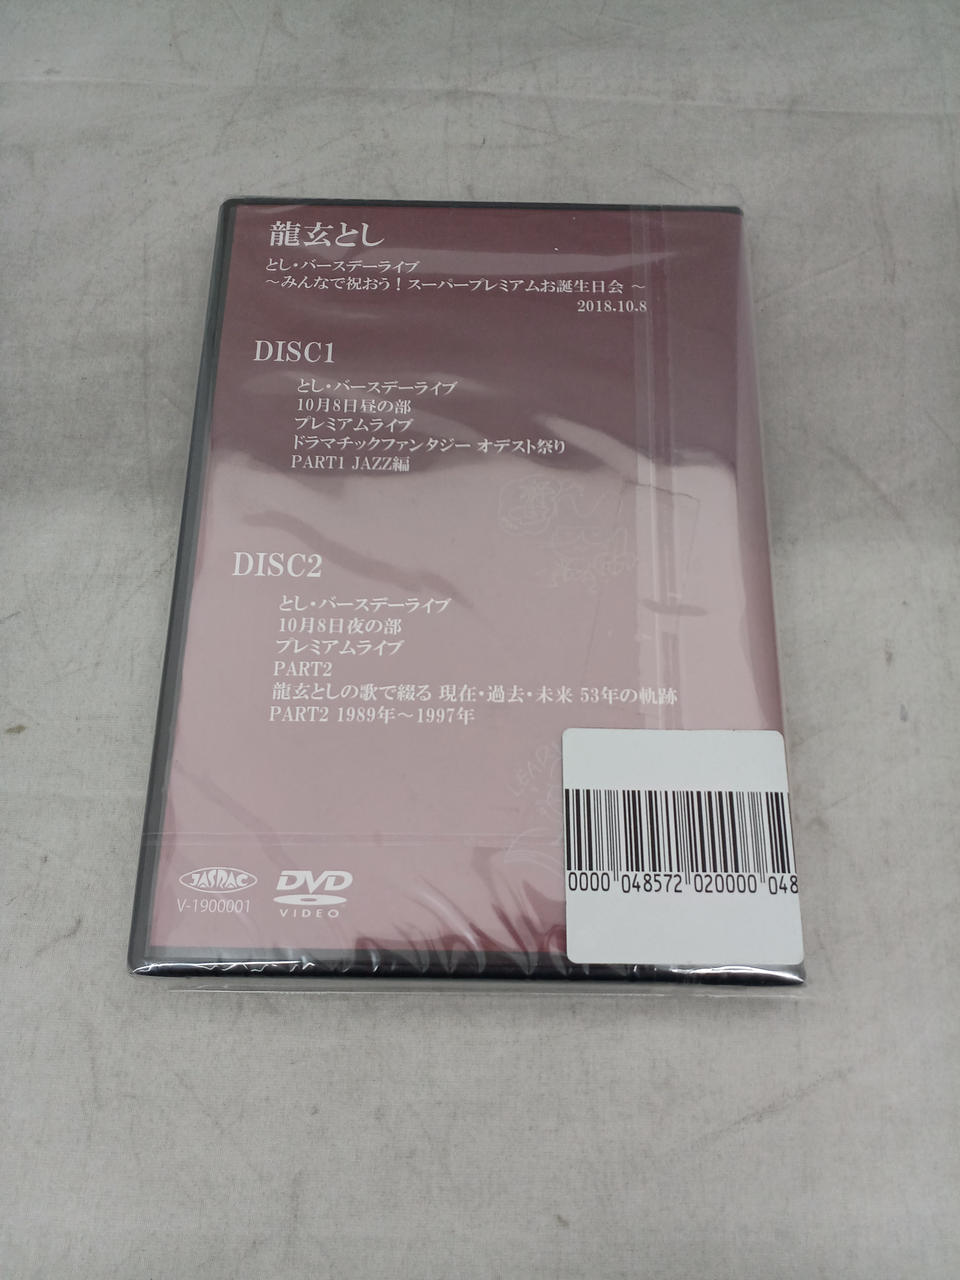 龍玄とし
とし・バースデーライブ
～みんなで祝おう！スーパープレミアムお誕生日会 ～
2018.10.8
DISC1
とし・バースデーライブ
10月8日昼の部
プレミアムライブ
ドラマチックファンタジー オデスト祭り
PART1 JAZZ編
DISC2
とし・バースデーライブ
10月8日夜の部
プレミアムライブ
PART2
龍玄としの歌で綴る 現在・過去・未来 53年の軌跡
PART2 1989年～1997年
JASRAC
V-1900001
DVD
VIDEO
0000 048572 020000 048